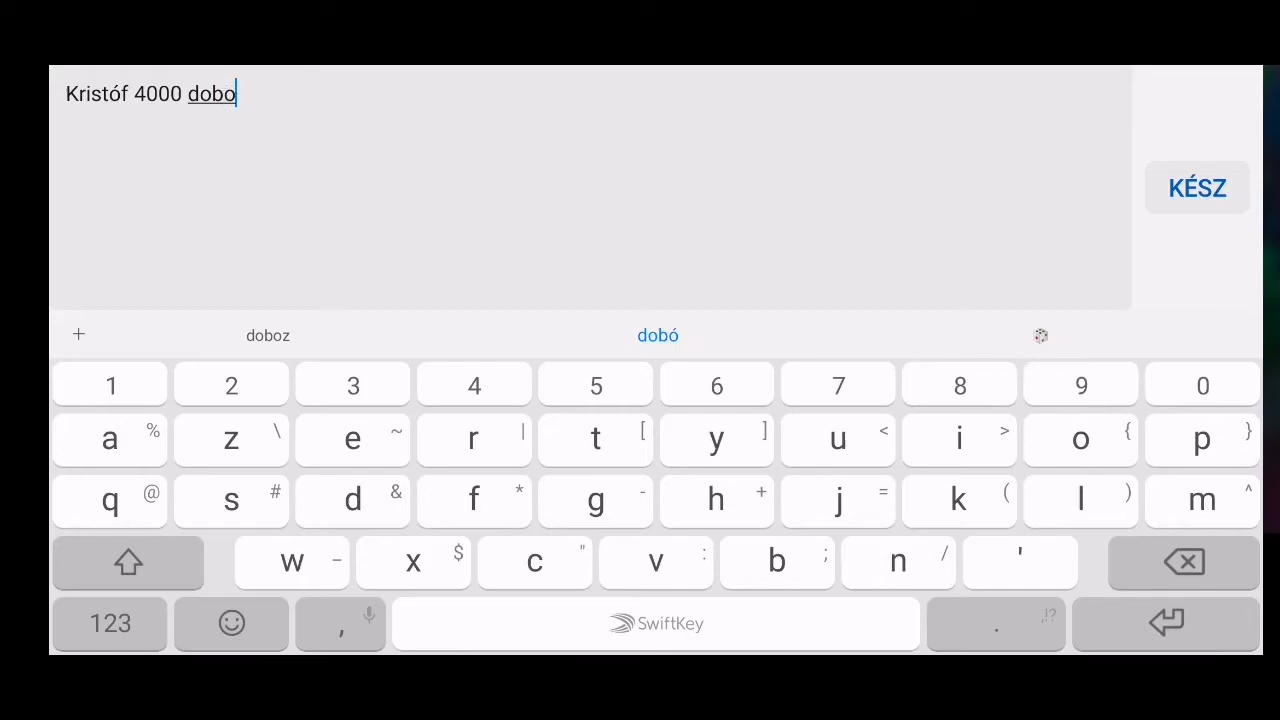 Kristóf 4000 dobo
KÉSZ
+ doboz dobó
1 2 3 4 5 6 7 8 9 0
a % z \ e ~ r | t [ y ] u < i > o { p }
q @ s # d & f * g - h + j = k ( l ) m ^
w _ x $ c " v : b ; n / '
123 , SwiftKey . ,!?